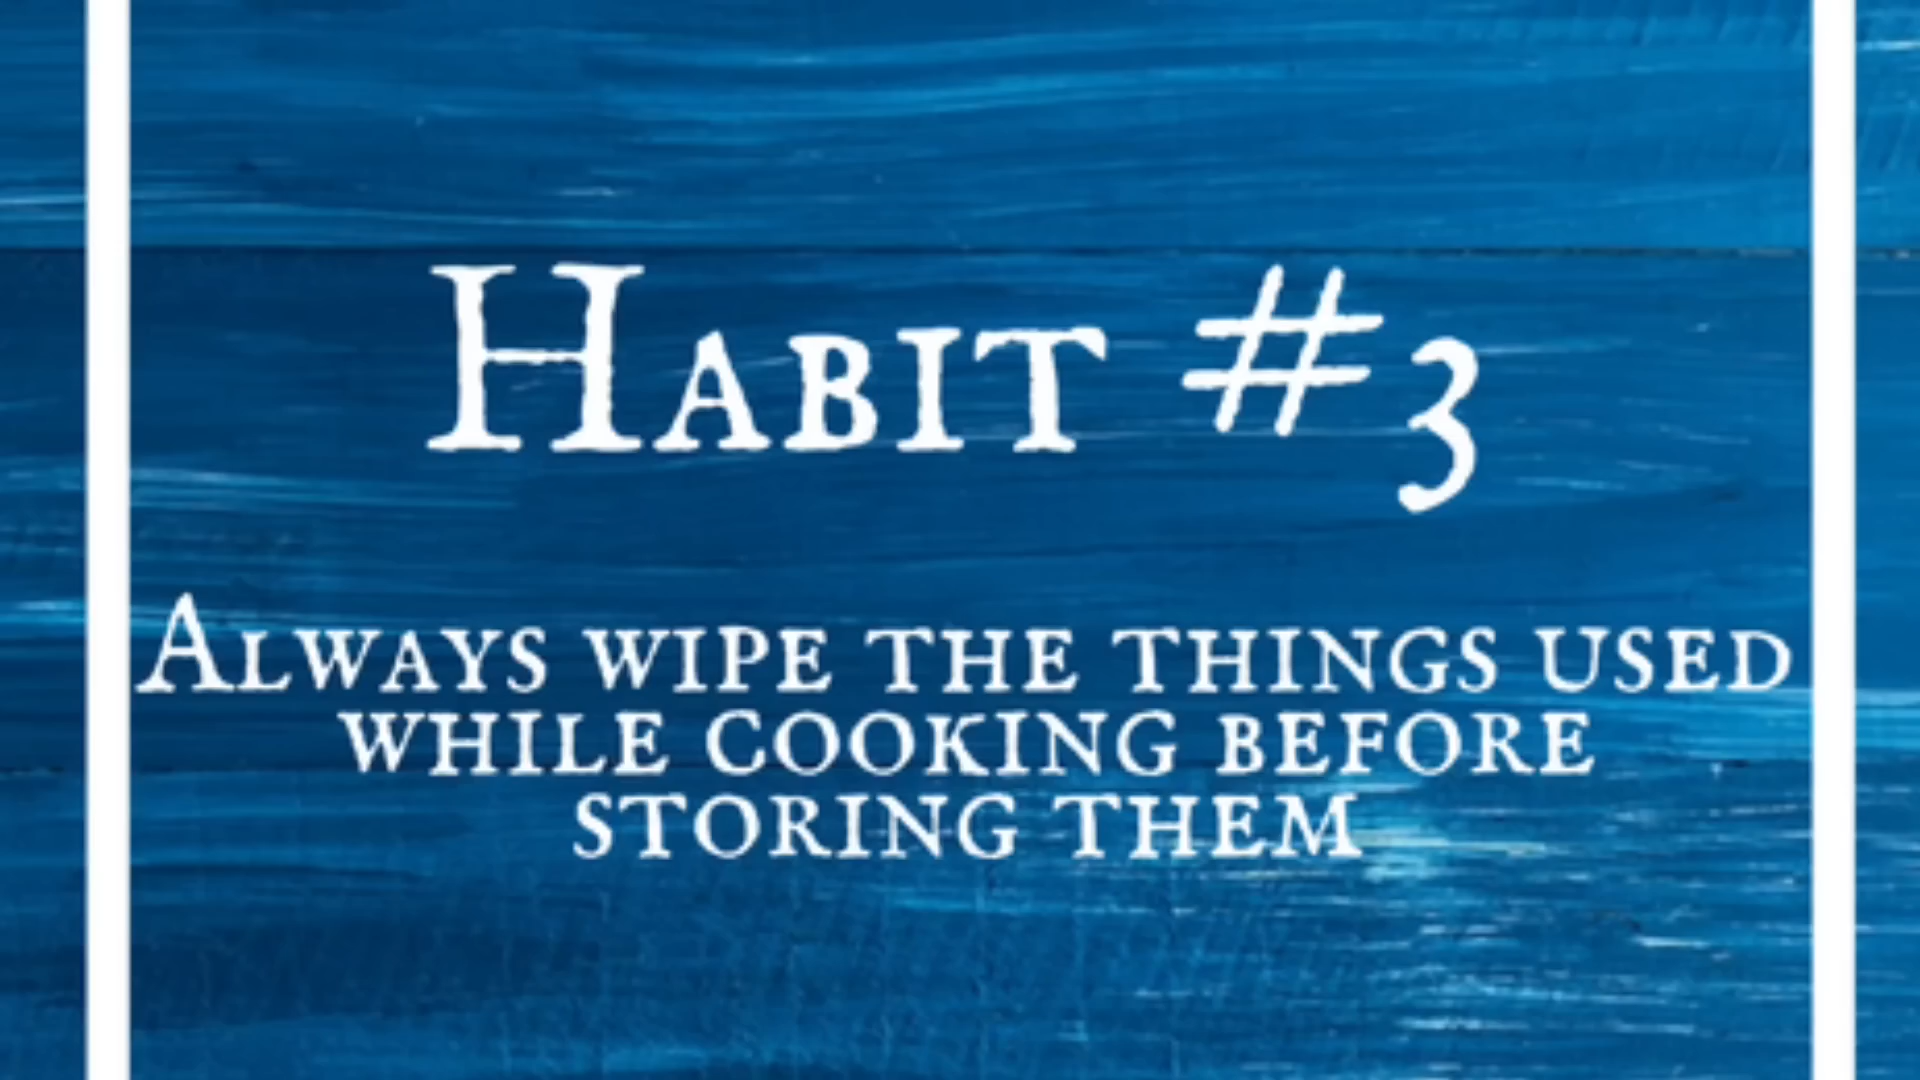 Habit #3
Always wipe the things used
while cooking before
storing them